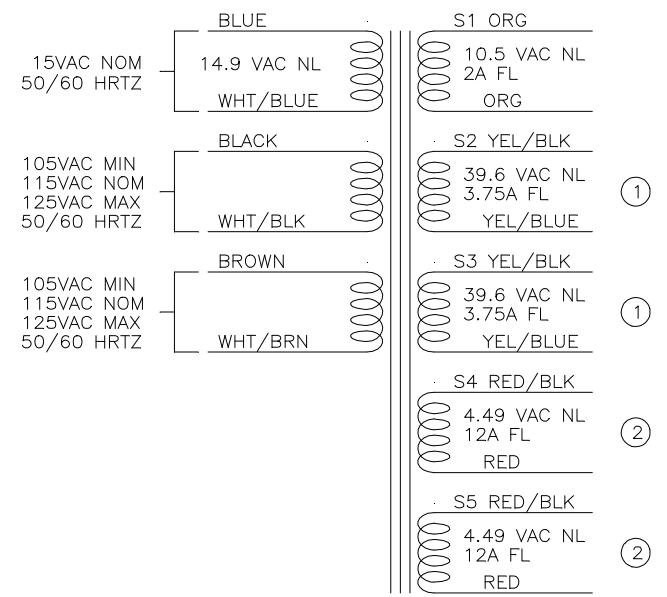 BLUE
15VAC NOM
50/60 HRTZ
14.9 VAC NL
WHT/BLUE
BLACK
105VAC MIN
115VAC NOM
125VAC MAX
50/60 HRTZ
WHT/BLK
BROWN
105VAC MIN
115VAC NOM
125VAC MAX
50/60 HRTZ
WHT/BRN
S1 ORG
10.5 VAC NL
2A FL
ORG
S2 YEL/BLK
39.6 VAC NL
3.75A FL
YEL/BLUE
1
S3 YEL/BLK
39.6 VAC NL
3.75A FL
YEL/BLUE
1
S4 RED/BLK
4.49 VAC NL
12A FL
RED
2
S5 RED/BLK
4.49 VAC NL
12A FL
RED
2